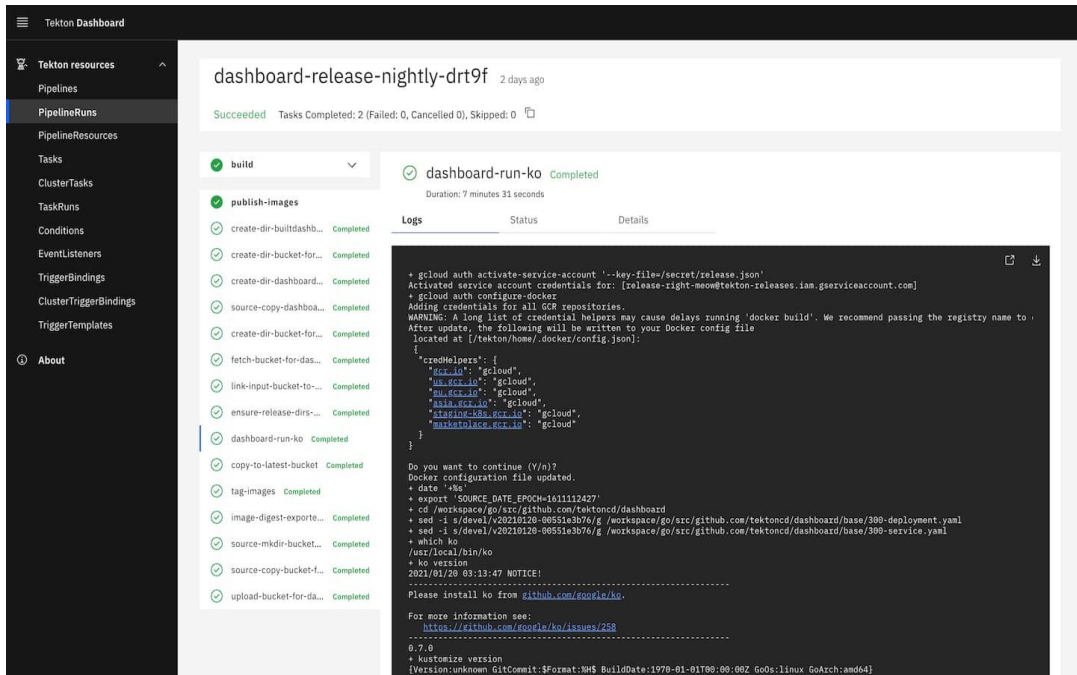 Tekton Dashboard
Tekton resources
Pipelines
PipelineRuns
PipelineResources
Tasks
ClusterTasks
TaskRuns
Conditions
EventListeners
TriggerBindings
ClusterTriggerBindings
TriggerTemplates
About
dashboard-release-nightly-drt9f 2 days ago
Succeeded Tasks Completed: 2 (Failed: 0, Cancelled 0), Skipped: 0
build
publish-images
create-dir-builtdashb... Completed
create-dir-bucket-for... Completed
create-dir-dashboard... Completed
source-copy-dashboa... Completed
create-dir-bucket-for... Completed
fetch-bucket-for-das... Completed
link-input-bucket-to-... Completed
ensure-release-dirs-... Completed
dashboard-run-ko Completed
copy-to-latest-bucket Completed
tag-images Completed
image-digest-exporte... Completed
source-mkdir-bucket... Completed
source-copy-bucket-f... Completed
upload-bucket-for-da... Completed
dashboard-run-ko Completed
Duration: 7 minutes 31 seconds
Logs Status Details
+ gcloud auth activate-service-account '--key-file=/secret/release.json'
Activated service account credentials for: [release-right-meow@tekton-releases.iam.gserviceaccount.com]
+ gcloud auth configure-docker
Adding credentials for all GCR repositories.
WARNING: A long list of credential helpers may cause delays running 'docker build'. We recommend passing the registry name to
After update, the following will be written to your Docker config file
located at [/tekton/home/.docker/config.json]:
{
"credHelpers": {
"gcr.io": "gcloud",
"us.gcr.io": "gcloud",
"eu.gcr.io": "gcloud",
"asia.gcr.io": "gcloud",
"staging-k8s.gcr.io": "gcloud",
"marketplace.gcr.io": "gcloud"
}
}
Do you want to continue (Y/n)?
Docker configuration file updated.
+ date '+%s'
+ export 'SOURCE_DATE_EPOCH=1611112427'
+ cd /workspace/go/src/github.com/tektoncd/dashboard
+ sed -i s/devel/v20210120-00551e3b76/g /workspace/go/src/github.com/tektoncd/dashboard/base/300-deployment.yaml
+ sed -i s/devel/v20210120-00551e3b76/g /workspace/go/src/github.com/tektoncd/dashboard/base/300-service.yaml
+ which ko
/usr/local/bin/ko
+ ko version
2021/01/20 03:13:47 NOTICE!
-----------------------------------------------------------------
Please install ko from github.com/google/ko.
For more information see:
https://github.com/google/ko/issues/258
-----------------------------------------------------------------
0.7.0
+ kustomize version
{Version:unknown GitCommit:$Format:%H$ BuildDate:1970-01-01T00:00:00Z GoOs:linux GoArch:amd64}